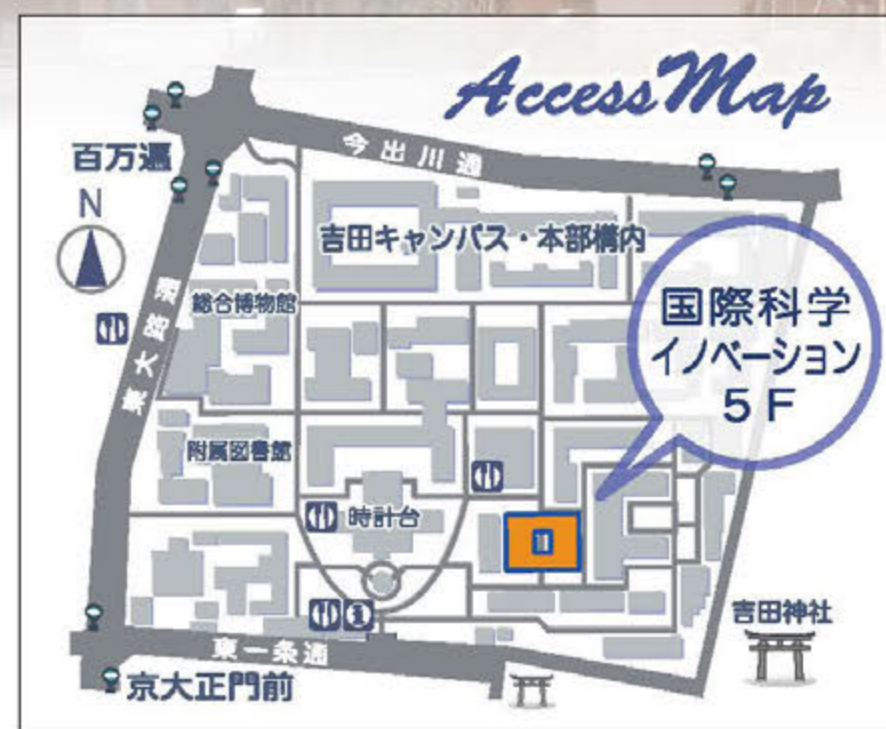 AccessMap
今出川通
百万遍
N
吉田キャンパス・本部構内
総合博物館
国際科学
イノベーション
5F
東大路通
附属図書館
時計台
i
吉田神社
東一条通
京大正門前